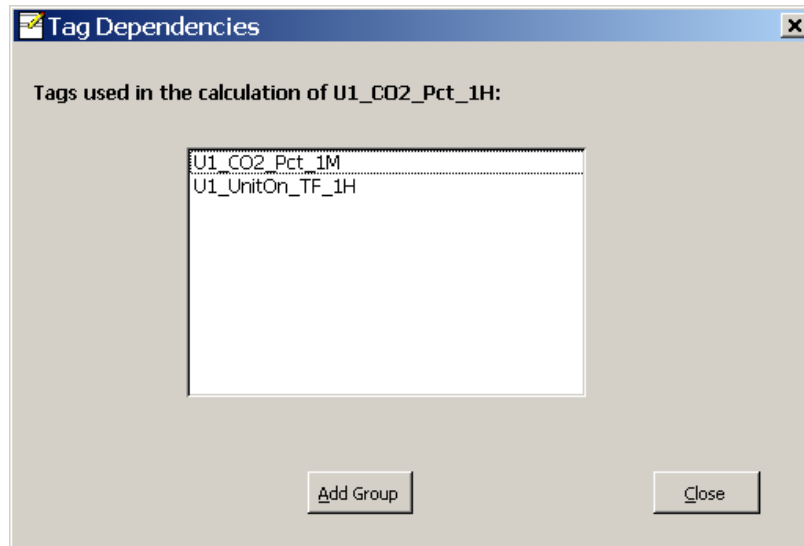 Tag Dependencies
Tags used in the calculation of U1_CO2_Pct_1H:
U1_CO2_Pct_1M
U1_UnitOn_TF_1H
Add Group
Close